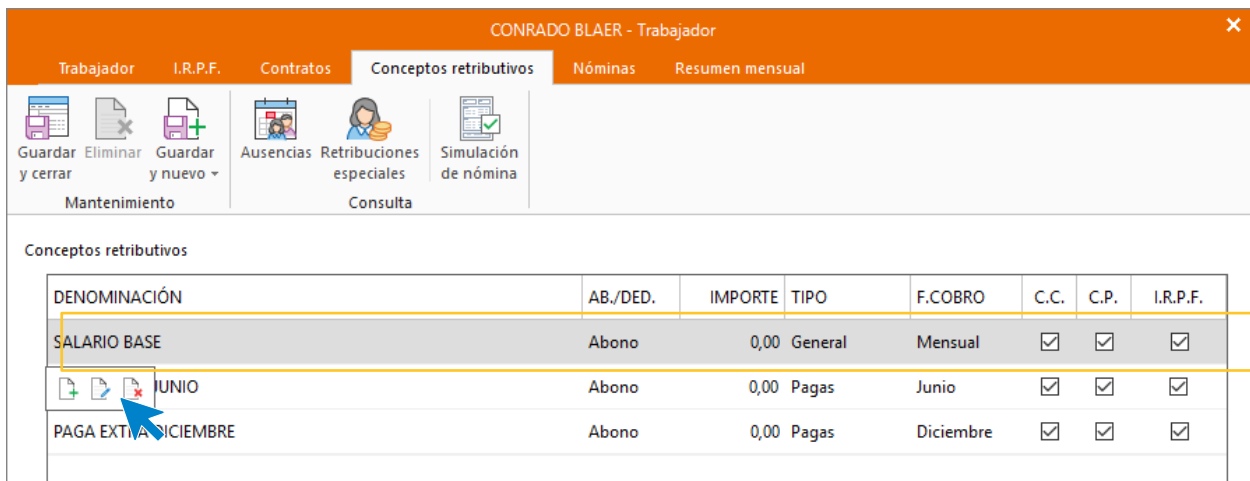 CONRADO BLAER - Trabajador
Trabajador I.R.P.F. Contratos Conceptos retributivos Nóminas Resumen mensual
Guardar Eliminar Guardar Ausencias Retribuciones Simulación
y cerrar y nuevo especiales de nómina
Mantenimiento Consulta
Conceptos retributivos
DENOMINACIÓN AB./DED. IMPORTE TIPO F.COBRO C.C. C.P. I.R.P.F.
SALARIO BASE Abono 0,00 General Mensual
JUNIO Abono 0,00 Pagas Junio
PAGA EXTRA DICIEMBRE Abono 0,00 Pagas Diciembre